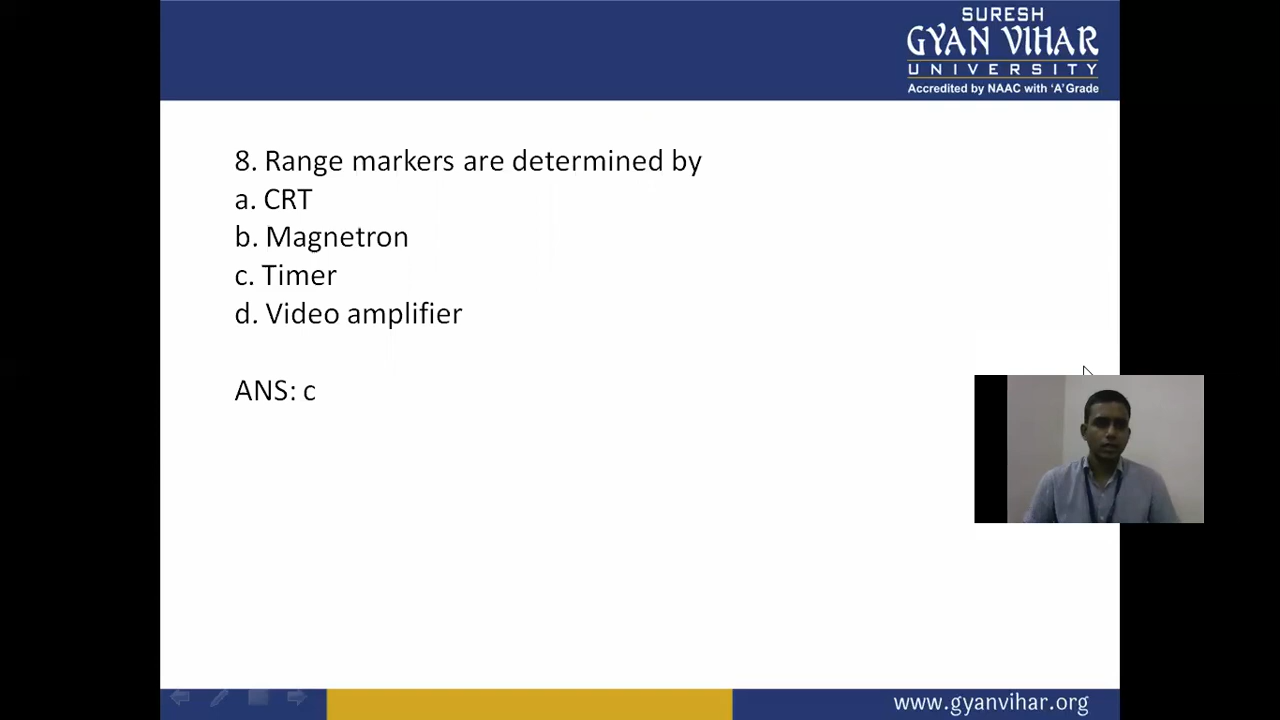 SURESH
GYAN VIHAR
UNIVERSITY
Accredited by NAAC with 'A' Grade
8. Range markers are determined by
a. CRT
b. Magnetron
c. Timer
d. Video amplifier
ANS: c
www.gyanvihar.org